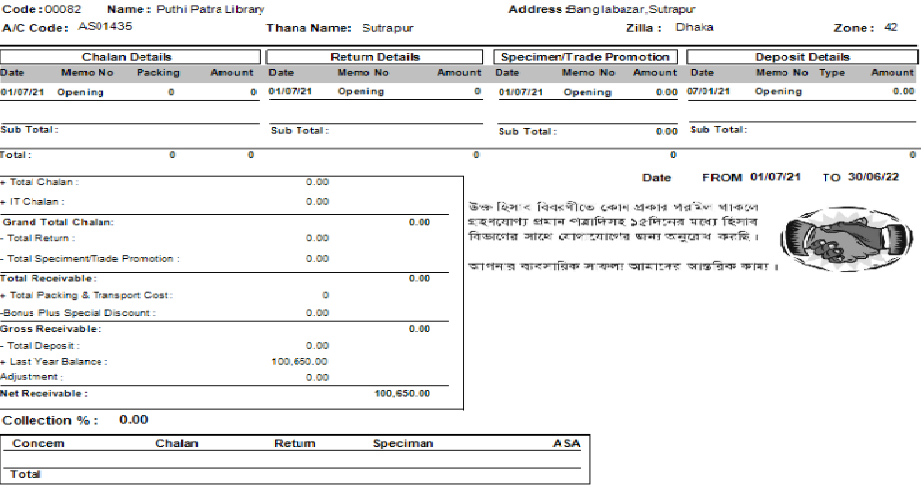 Code: 00082 Name: Puthi Patra Library Address: Banglabazar, Sutrapur
A/C Code: AS01435 Thana Name: Sutrapur Zilla : Dhaka Zone: 42
Chalan Details Return Details Specimen/Trade Promotion Deposit Details
Date Memo No Packing Amount Date Memo No Amount Date Memo No Amount Date Memo No Type Amount
01/07/21 Opening 0 0 01/07/21 Opening 0 01/07/21 Opening 0.00 07/01/21 Opening 0.00
Sub Total : Sub Total : Sub Total : 0.00 Sub Total:
Total : 0 0 0 0 0
Date FROM 01/07/21 TO 30/06/22
+ Total Chalan : 0.00
+ IT Chalan : 0.00
Grand Total Chalan: 0.00
- Total Return : 0.00
- Total Speciment/Trade Promotion : 0.00
Total Receivable: 0.00
+ Total Packing & Transport Cost: 0
-Bonus Plus Special Discount : 0.00
Gross Receivable: 0.00
- Total Deposit : 0.00
+ Last Year Balance : 100,650.00
Adjustment : 0.00
Net Receivable : 100,650.00
উক্ত হিসাব বিবরণীতে কোন প্রকার গরমিল থাকলে
গ্রহণযোগ্য প্রমান পত্রাদিসহ ১৫দিনের মধ্যে হিসাব
বিভাগের সাথে যোগাযোগের জন্য অনুরোধ করছি।
আপনার ব্যবসায়িক সাফল্য আমাদের আন্তরিক কাম্য।
Collection % : 0.00
Concern Chalan Return Speciman ASA
Total